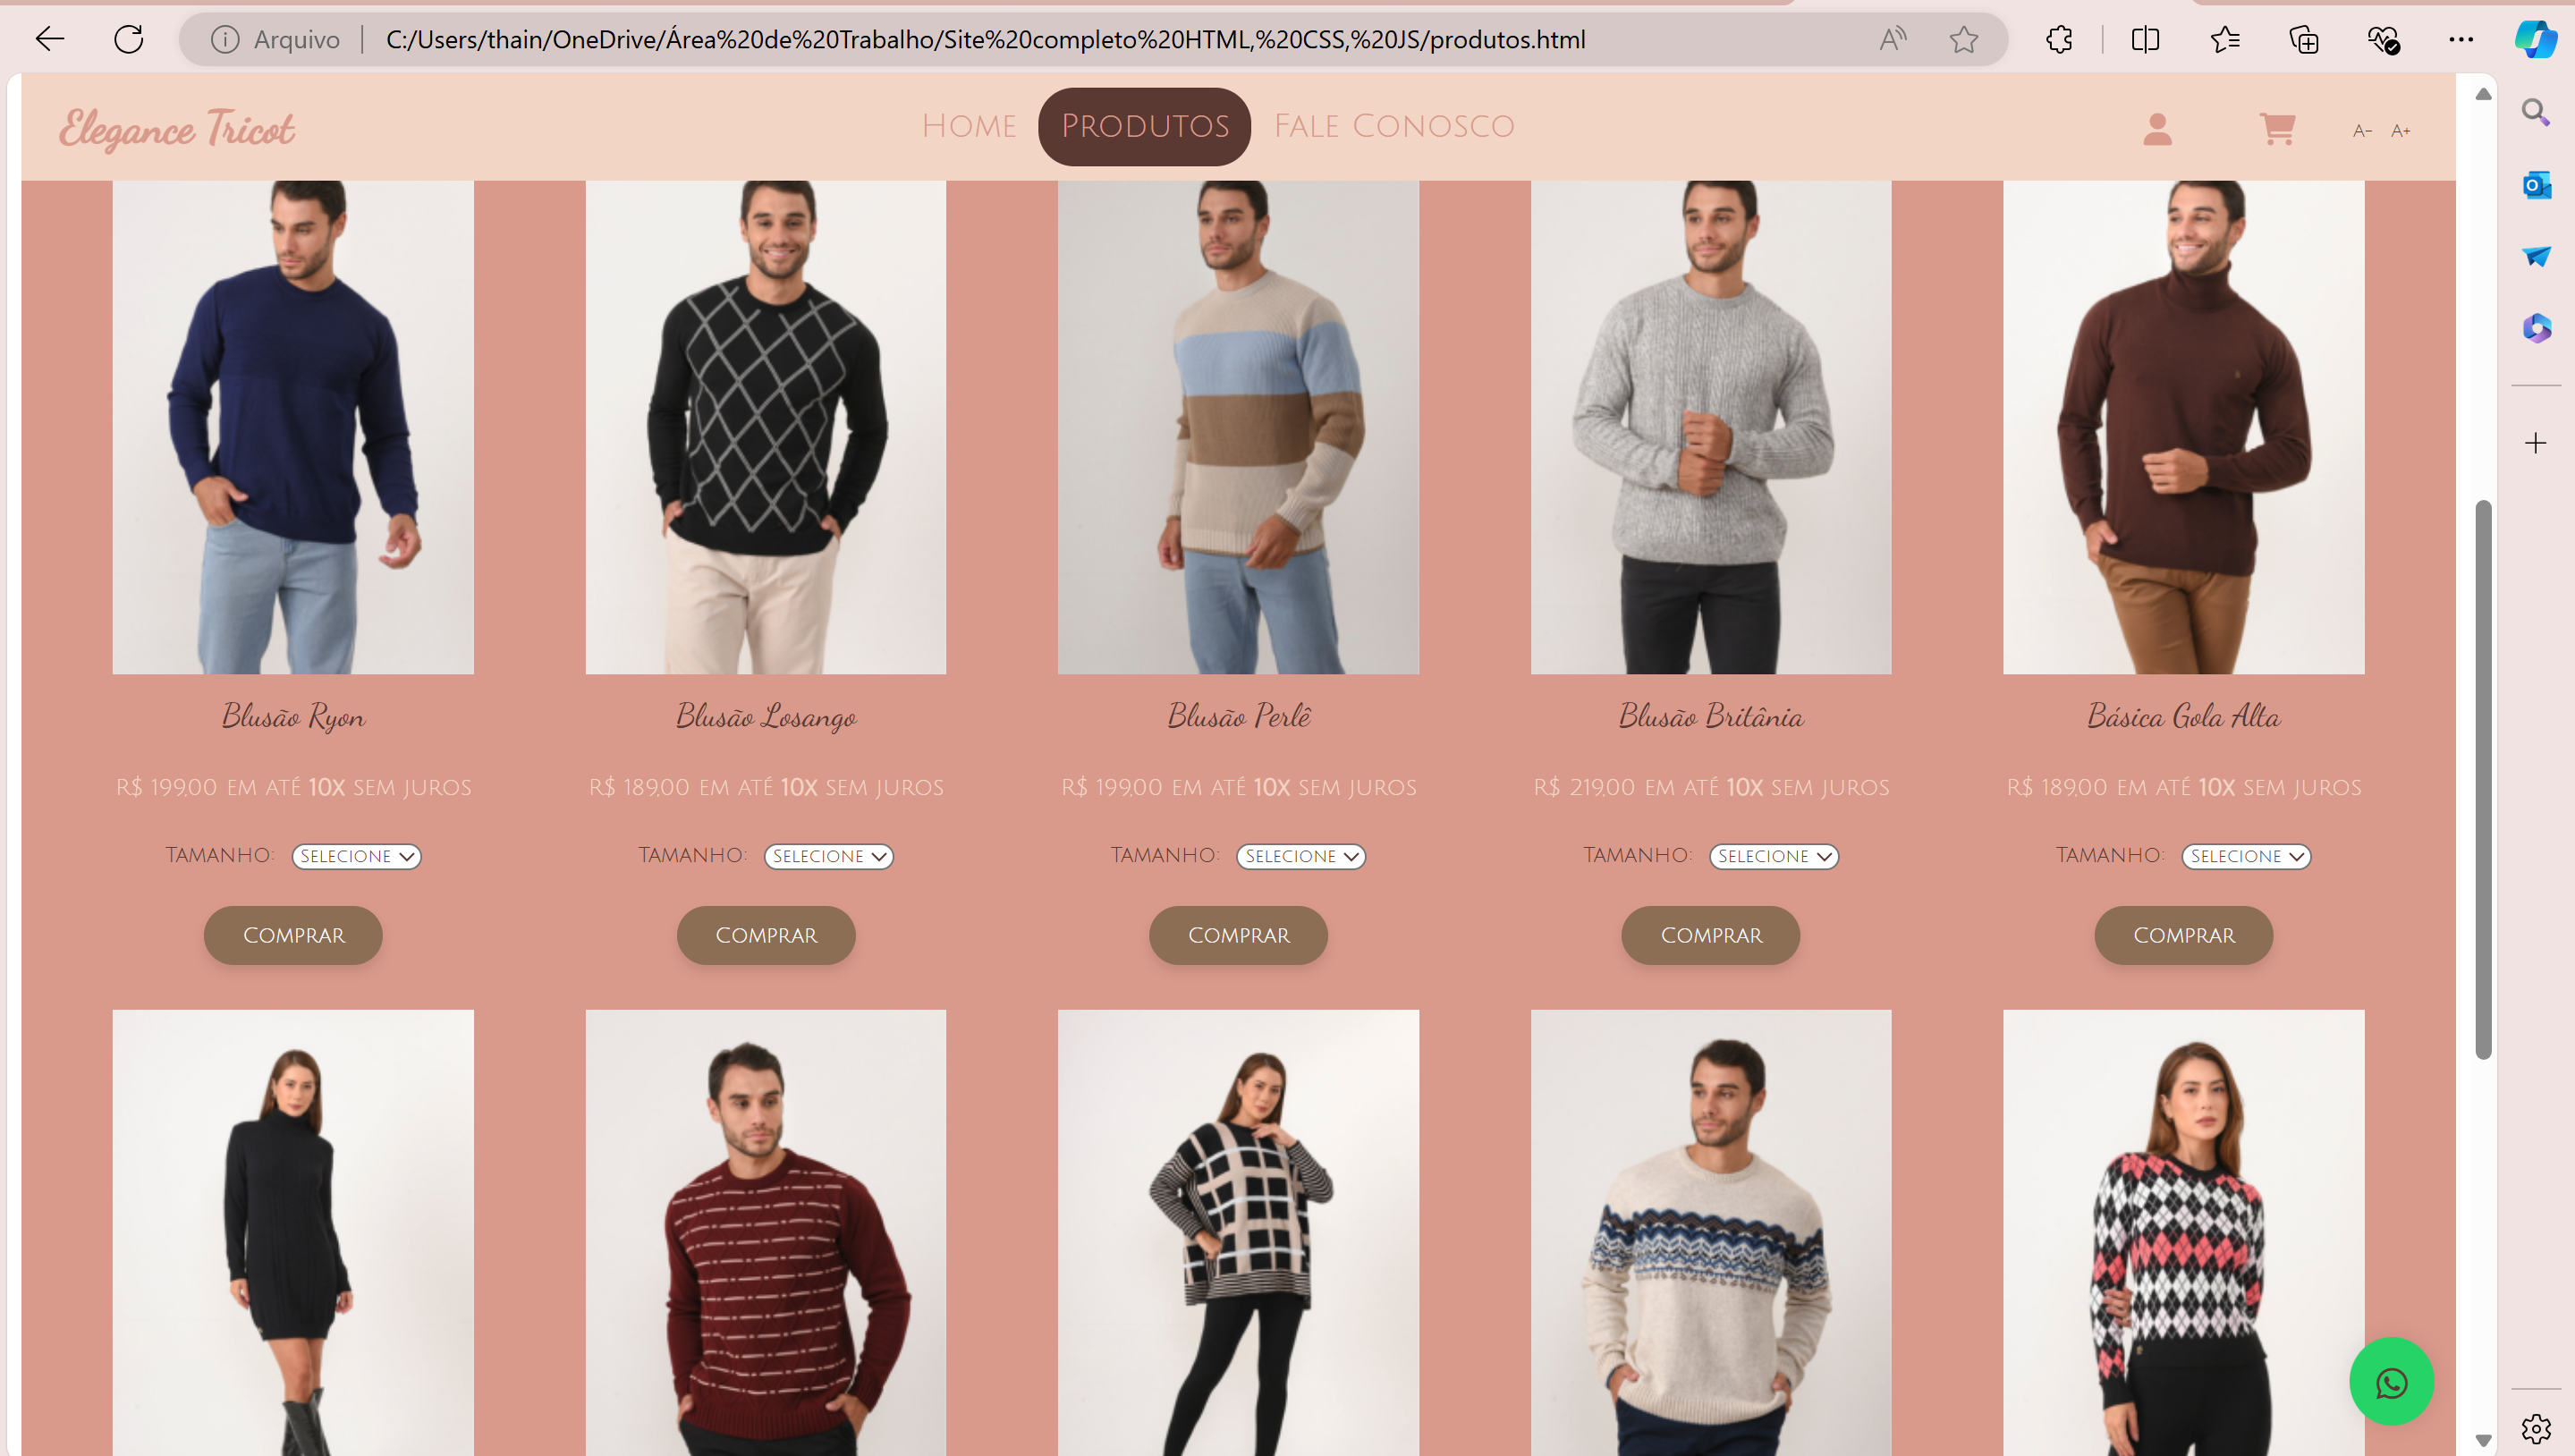 Arquivo C:/Users/thain/OneDrive/Área%20de%20Trabalho/Site%20completo%20HTML,%20CSS,%20JS/produtos.html
Elegance Tricot Home Produtos Fale Conosco A- A+
Blusão Ryon Blusão Losango Blusão Perlê Blusão Britânia Básica Gola Alta
R$ 199,00 em até 10x sem juros R$ 189,00 em até 10x sem juros R$ 199,00 em até 10x sem juros R$ 219,00 em até 10x sem juros R$ 189,00 em até 10x sem juros
Tamanho: Selecione Tamanho: Selecione Tamanho: Selecione Tamanho: Selecione Tamanho: Selecione
Comprar Comprar Comprar Comprar Comprar